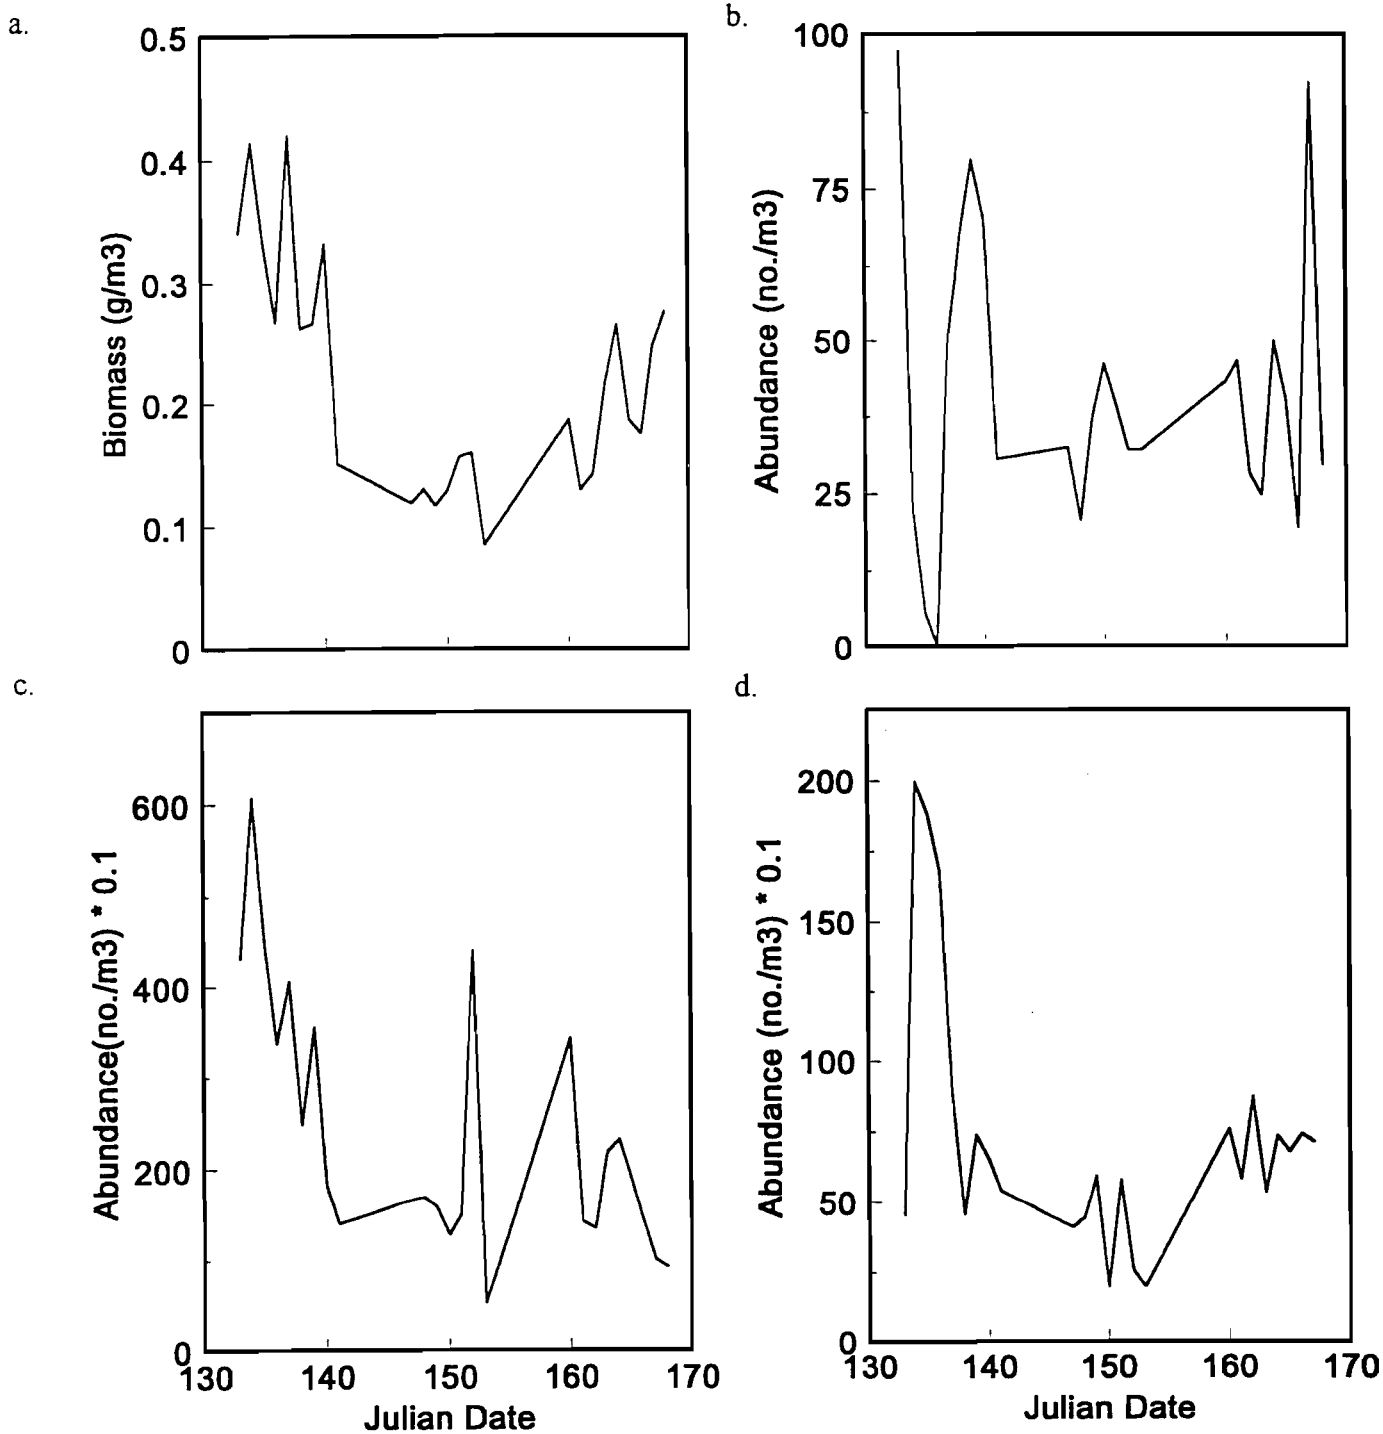 a.
0.5
0.4
0.3
0.2
0.1
0
Biomass (g/m3)
b.
100
75
50
25
0
Abundance (no./m3)
c.
600
400
200
0
Abundance(no./m3) * 0.1
130 140 150 160 170
Julian Date
d.
200
150
100
50
0
Abundance (no./m3) * 0.1
130 140 150 160 170
Julian Date